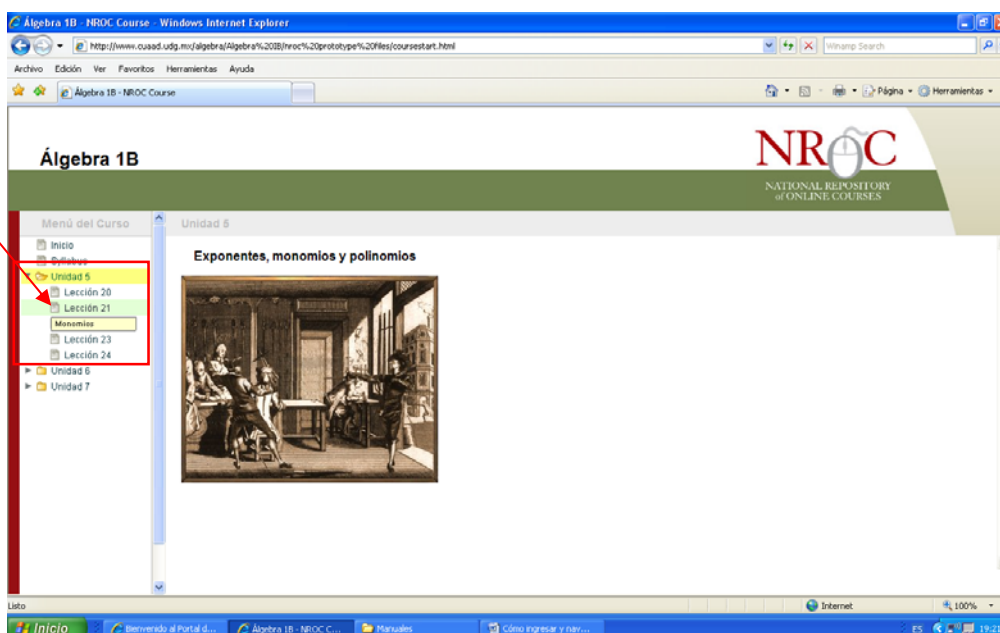 Álgebra 1B - NROC Course - Windows Internet Explorer
http://www.cuaad.udg.mx/algebra/Algebra%20IB/nroc%20prototype%20files/coursestart.html
Winamp Search
Archivo Edición Ver Favoritos Herramientas Ayuda
Álgebra 1B - NROC Course
Página
Herramientas
Álgebra 1B
NROC
NATIONAL REPOSITORY
of ONLINE COURSES
Menú del Curso
Unidad 5
Inicio
Syllabus
Exponentes, monomios y polinomios
Unidad 5
Lección 20
Lección 21
Monomios
Lección 23
Lección 24
Unidad 6
Unidad 7
Listo
Internet
100%
Inicio
Bienvenido al Portal d...
Álgebra 1B - NROC C...
Manuales
Cómo ingresar y nav...
ES